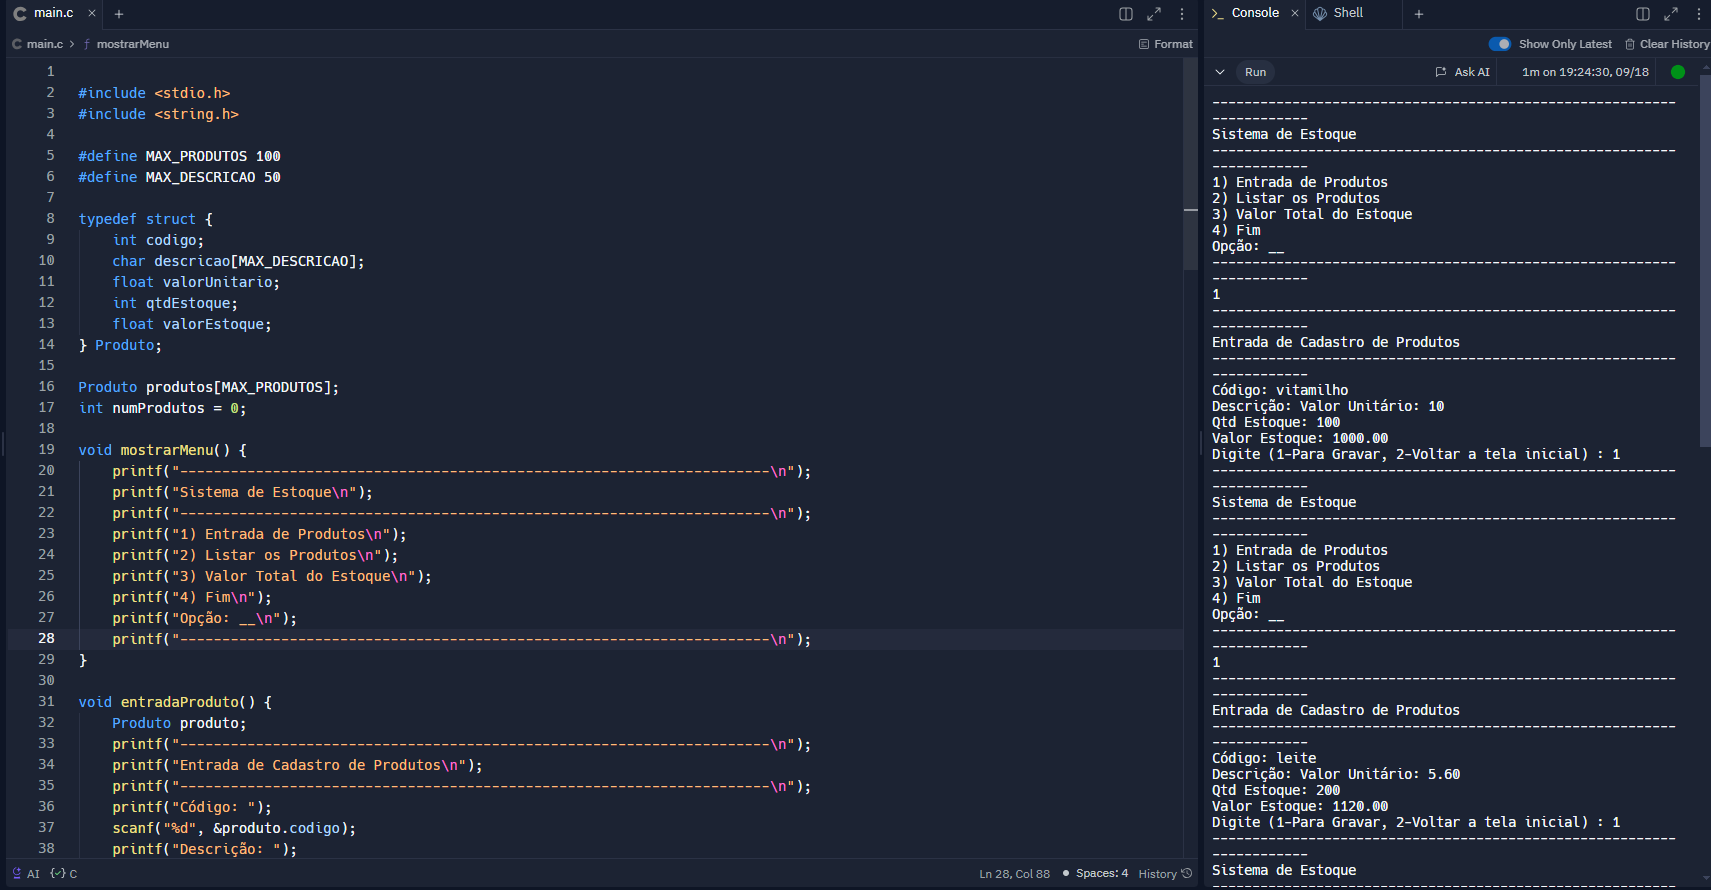 main.c × +
main.c > f mostrarMenu
Format
1
2 #include <stdio.h>
3 #include <string.h>
4
5 #define MAX_PRODUTOS 100
6 #define MAX_DESCRICAO 50
7
8 typedef struct {
9 int codigo;
10 char descricao[MAX_DESCRICAO];
11 float valorUnitario;
12 int qtdEstoque;
13 float valorEstoque;
14 } Produto;
15
16 Produto produtos[MAX_PRODUTOS];
17 int numProdutos = 0;
18
19 void mostrarMenu() {
20 printf("----------------------------------------------------------------------\n");
21 printf("Sistema de Estoque\n");
22 printf("----------------------------------------------------------------------\n");
23 printf("1) Entrada de Produtos\n");
24 printf("2) Listar os Produtos\n");
25 printf("3) Valor Total do Estoque\n");
26 printf("4) Fim\n");
27 printf("Opção: __\n");
28 printf("----------------------------------------------------------------------\n");
29 }
30
31 void entradaProduto() {
32 Produto produto;
33 printf("----------------------------------------------------------------------\n");
34 printf("Entrada de Cadastro de Produtos\n");
35 printf("----------------------------------------------------------------------\n");
36 printf("Código: ");
37 scanf("%d", &produto.codigo);
38 printf("Descrição: ");
AI C
Ln 28, Col 88 • Spaces: 4 History
Console × Shell +
Show Only Latest Clear History
Run Ask AI 1m on 19:24:30, 09/18
----------------------------------------------------------
------------
Sistema de Estoque
----------------------------------------------------------
------------
1) Entrada de Produtos
2) Listar os Produtos
3) Valor Total do Estoque
4) Fim
Opção: __
----------------------------------------------------------
------------
1
----------------------------------------------------------
------------
Entrada de Cadastro de Produtos
----------------------------------------------------------
------------
Código: vitamilho
Descrição: Valor Unitário: 10
Qtd Estoque: 100
Valor Estoque: 1000.00
Digite (1-Para Gravar, 2-Voltar a tela inicial) : 1
----------------------------------------------------------
------------
Sistema de Estoque
----------------------------------------------------------
------------
1) Entrada de Produtos
2) Listar os Produtos
3) Valor Total do Estoque
4) Fim
Opção: __
----------------------------------------------------------
------------
1
----------------------------------------------------------
------------
Entrada de Cadastro de Produtos
----------------------------------------------------------
------------
Código: leite
Descrição: Valor Unitário: 5.60
Qtd Estoque: 200
Valor Estoque: 1120.00
Digite (1-Para Gravar, 2-Voltar a tela inicial) : 1
----------------------------------------------------------
------------
Sistema de Estoque
----------------------------------------------------------